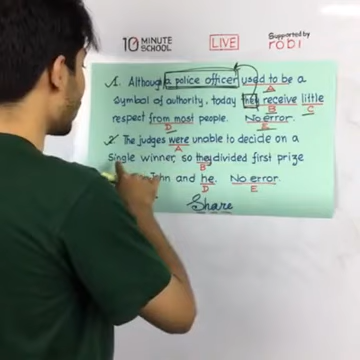 10 MINUTE SCHOOL
LIVE
Supported by
robi
1. Although a police officer used to be a
A
symbol of authority, today they receive little
B C
respect from most people. No error.
D E
2. The judges were unable to decide on a
A
single winner, so they divided first prize
B
John and he. No error.
D E
Share